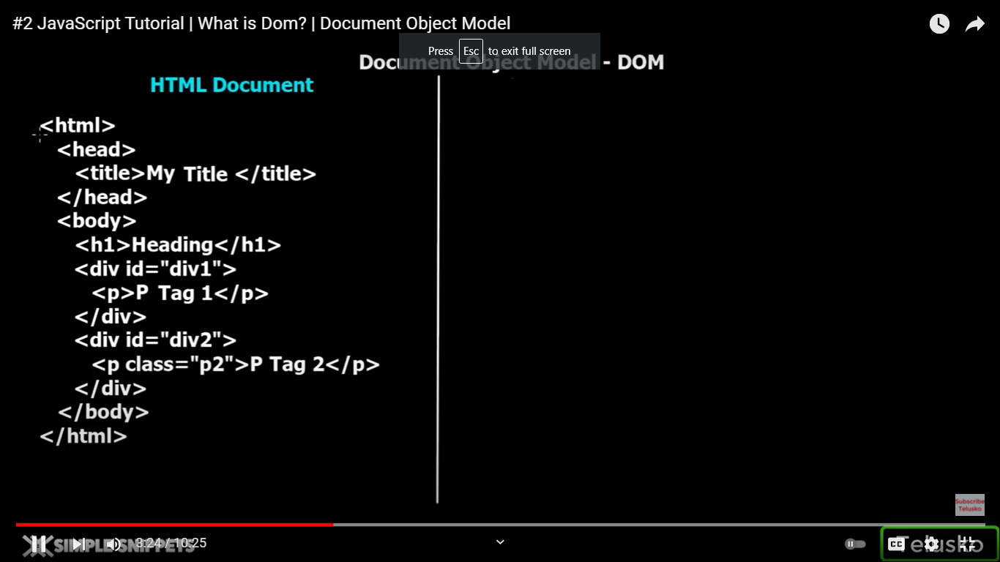 #2 JavaScript Tutorial | What is Dom? | Document Object Model
Press Esc to exit full screen
Document Object Model - DOM
HTML Document
<html>
<head>
<title>My Title </title>
</head>
<body>
<h1>Heading</h1>
<div id="div1">
<p>P Tag 1</p>
</div>
<div id="div2">
<p class="p2">P Tag 2</p>
</div>
</body>
</html>
Subscribe
Telusko
SIMPLE SNIPPETS
3:24 / 10:25
CC
Telusko